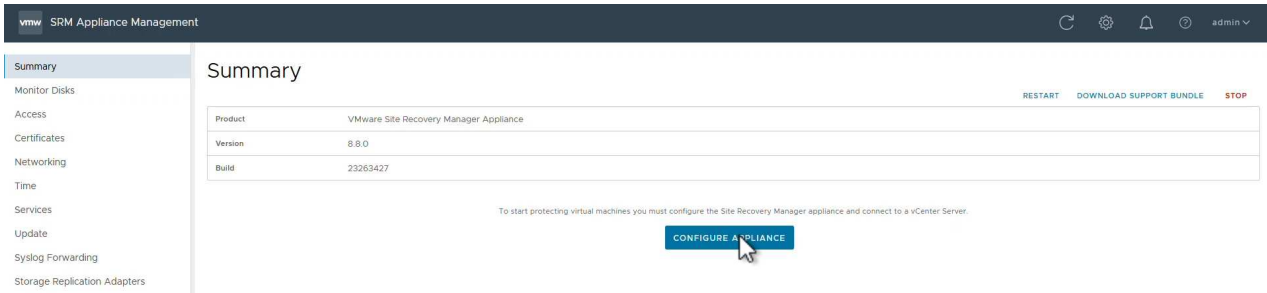 vmw SRM Appliance Management admin
Summary
Monitor Disks
Access
Certificates
Networking
Time
Services
Update
Syslog Forwarding
Storage Replication Adapters
Summary
RESTART DOWNLOAD SUPPORT BUNDLE STOP
Product VMware Site Recovery Manager Appliance
Version 8.8.0
Build 23263427
To start protecting virtual machines you must configure the Site Recovery Manager appliance and connect to a vCenter Server.
CONFIGURE APPLIANCE